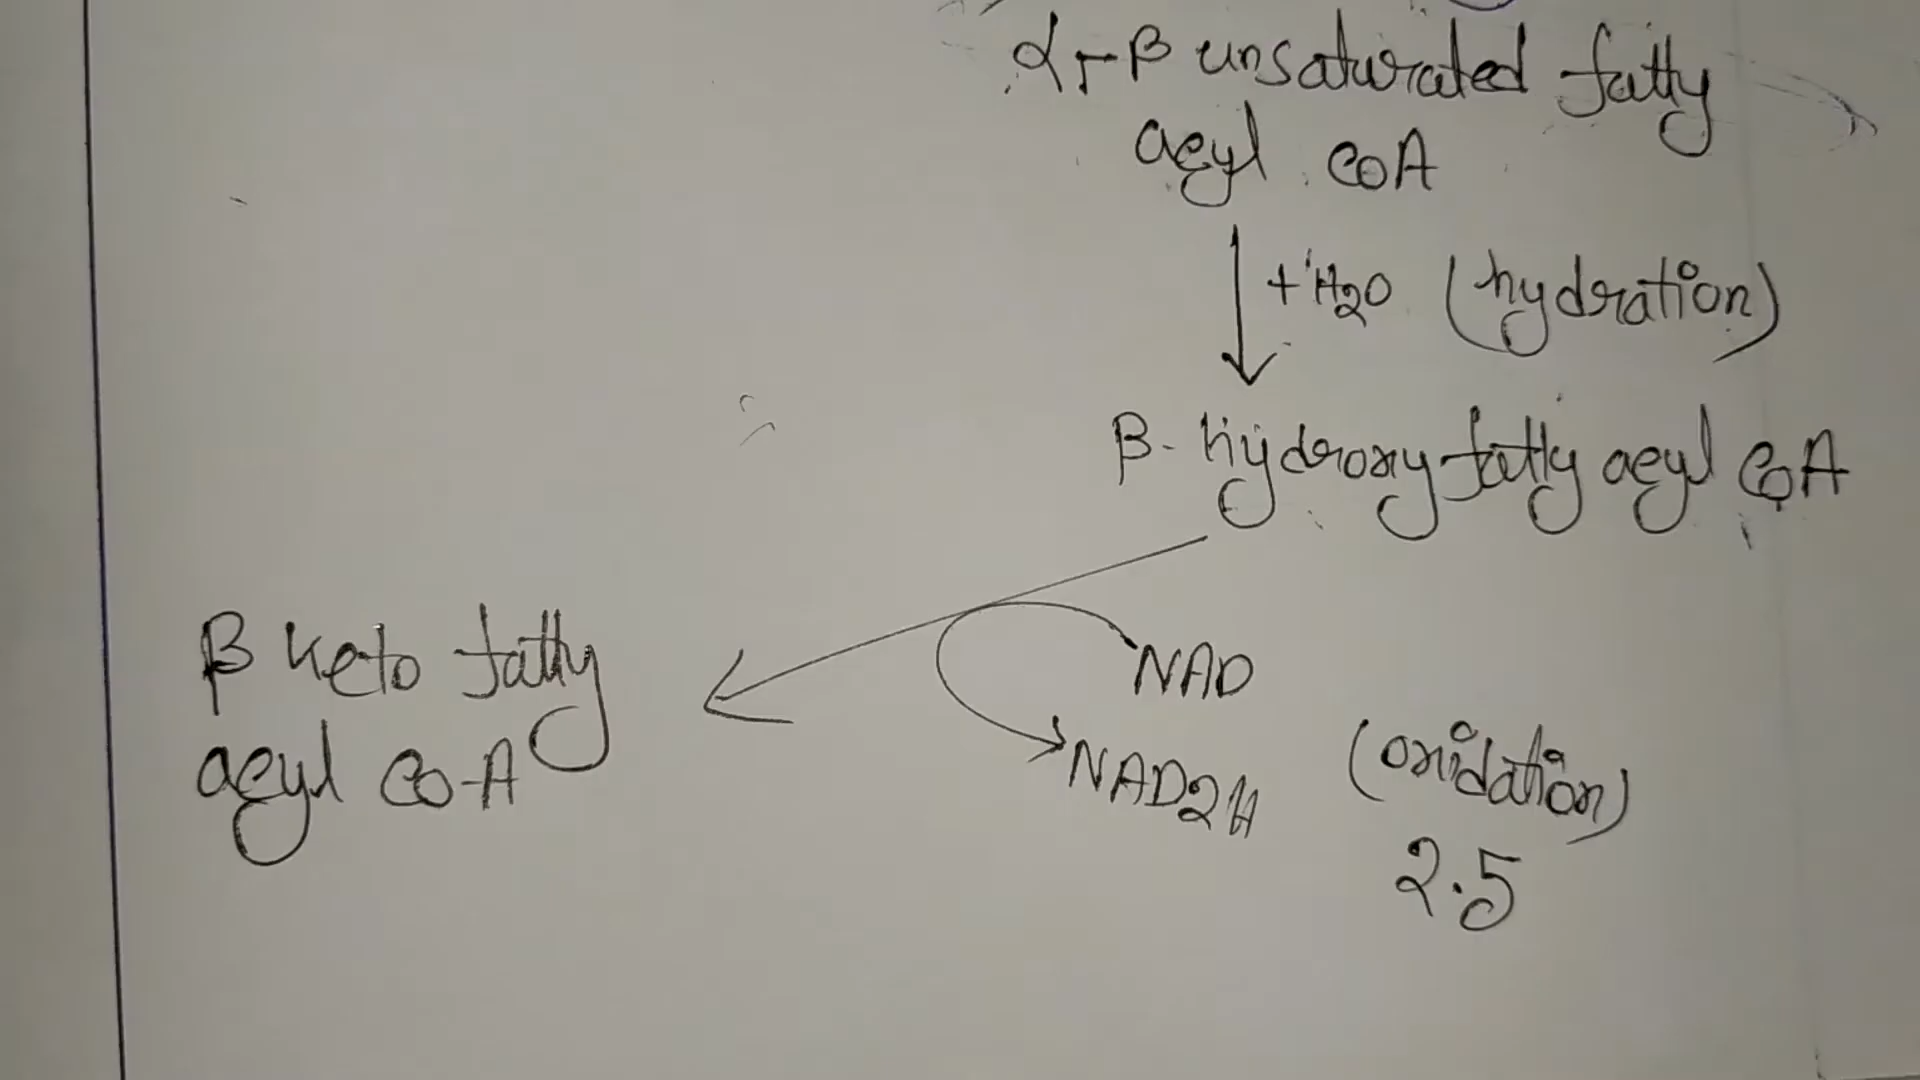 α,-β unsaturated fatty
acyl coA
+ H2O (hydration)
β- hydroxy fatty acyl CoA
β keto fatty
acyl Co-A
NAD
NAD2H
(oxidation)
2.5